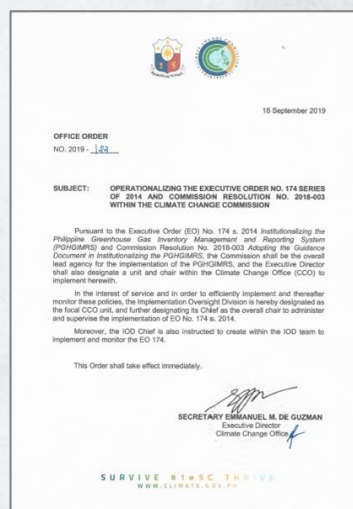 18 September 2019
OFFICE ORDER
NO. 2019 -
SUBJECT: OPERATIONALIZING THE EXECUTIVE ORDER NO. 174 SERIES
OF 2014 AND COMMISSION RESOLUTION NO. 2018-003
WITHIN THE CLIMATE CHANGE COMMISSION
Pursuant to the Executive Order (EO) No. 174 s. 2014 Institutionalizing the
Philippine Greenhouse Gas Inventory Management and Reporting System
(PGHGIMRS) and Commission Resolution No. 2018-003 Adopting the Guidance
Document in Institutionalizing the PGHGIMRS, the Commission shall be the overall
lead agency for the implementation of the PGHGIMRS, and the Executive Director
shall also designate a unit and chair within the Climate Change Office (CCO) to
implement herewith.
In the interest of service and in order to efficiently implement and thereafter
monitor these policies, the Implementation Oversight Division is hereby designated as
the focal CCO unit, and further designating its Chief as the overall chair to administer
and supervise the implementation of EO No. 174 s. 2014.
Moreover, the IOD Chief is also instructed to create within the IOD team to
implement and monitor the EO 174.
This Order shall take effect immediately.
SECRETARY EMMANUEL M. DE GUZMAN
Executive Director
Climate Change Office
SURVIVE #1o5C THRIVE
WWW.CLIMATE.GOV.PH